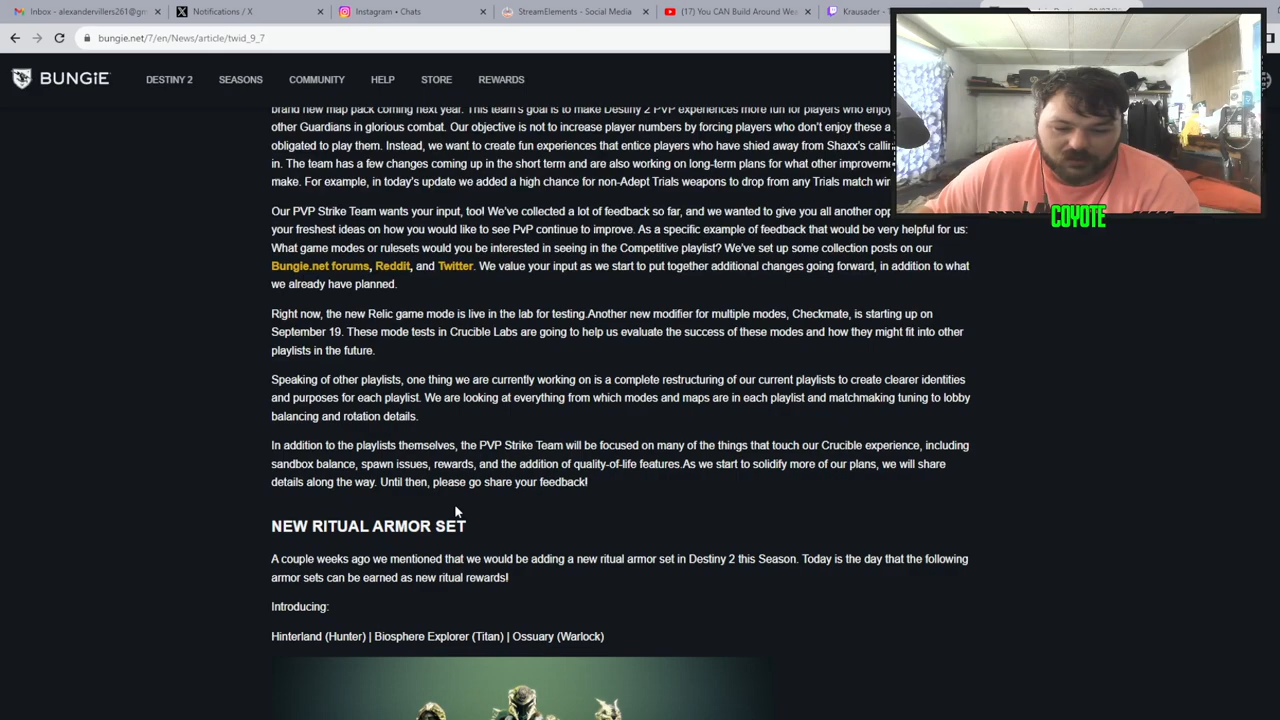 Inbox - alexandervillers261@gm
Notifications / X
Instagram • Chats
StreamElements - Social Media
(17) You CAN Build Around We
Krausader -
bungie.net/7/en/News/article/twid_9_7
BUNGiE
DESTINY 2
SEASONS
COMMUNITY
HELP
STORE
REWARDS
brand new map pack coming next year. This team's goal is to make Destiny 2 PVP experiences more fun for players who enjoy
other Guardians in glorious combat. Our objective is not to increase player numbers by forcing players who don't enjoy these a
obligated to play them. Instead, we want to create fun experiences that entice players who have shied away from Shaxx's callin
in. The team has a few changes coming up in the short term and are also working on long-term plans for what other improveme
make. For example, in today's update we added a high chance for non-Adept Trials weapons to drop from any Trials match wir
Our PVP Strike Team wants your input, too! We've collected a lot of feedback so far, and we wanted to give you all another opp
your freshest ideas on how you would like to see PvP continue to improve. As a specific example of feedback that would be very helpful for us:
What game modes or rulesets would you be interested in seeing in the Competitive playlist? We've set up some collection posts on our
Bungie.net forums, Reddit, and Twitter. We value your input as we start to put together additional changes going forward, in addition to what
we already have planned.
Right now, the new Relic game mode is live in the lab for testing.Another new modifier for multiple modes, Checkmate, is starting up on
September 19. These mode tests in Crucible Labs are going to help us evaluate the success of these modes and how they might fit into other
playlists in the future.
Speaking of other playlists, one thing we are currently working on is a complete restructuring of our current playlists to create clearer identities
and purposes for each playlist. We are looking at everything from which modes and maps are in each playlist and matchmaking tuning to lobby
balancing and rotation details.
In addition to the playlists themselves, the PVP Strike Team will be focused on many of the things that touch our Crucible experience, including
sandbox balance, spawn issues, rewards, and the addition of quality-of-life features.As we start to solidify more of our plans, we will share
details along the way. Until then, please go share your feedback!
NEW RITUAL ARMOR SET
A couple weeks ago we mentioned that we would be adding a new ritual armor set in Destiny 2 this Season. Today is the day that the following
armor sets can be earned as new ritual rewards!
Introducing:
Hinterland (Hunter) | Biosphere Explorer (Titan) | Ossuary (Warlock)
COYOTE